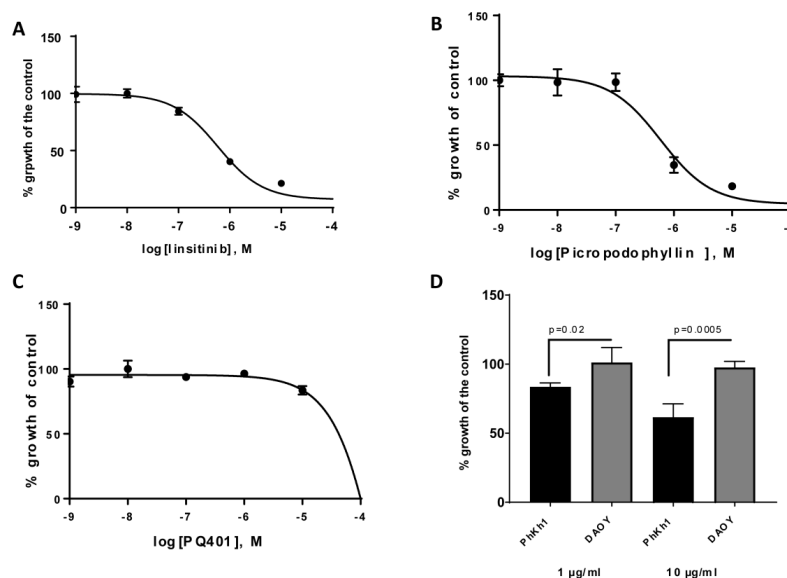 A
150
100
50
0
% grpwth of the control
-9 -8 -7 -6 -5 -4
log[linsitinib], M
B
150
100
50
0
% growth of control
-9 -8 -7 -6 -5 -4
log[Picropodophyllin ], M
C
150
100
50
0
% growth of control
-9 -8 -7 -6 -5 -4
log[PQ401], M
D
150
100
50
0
% growth of the control
p=0.02 p=0.0005
PhKh1 DAOY PhKh1 DAOY
1 µg/ml 10 µg/ml